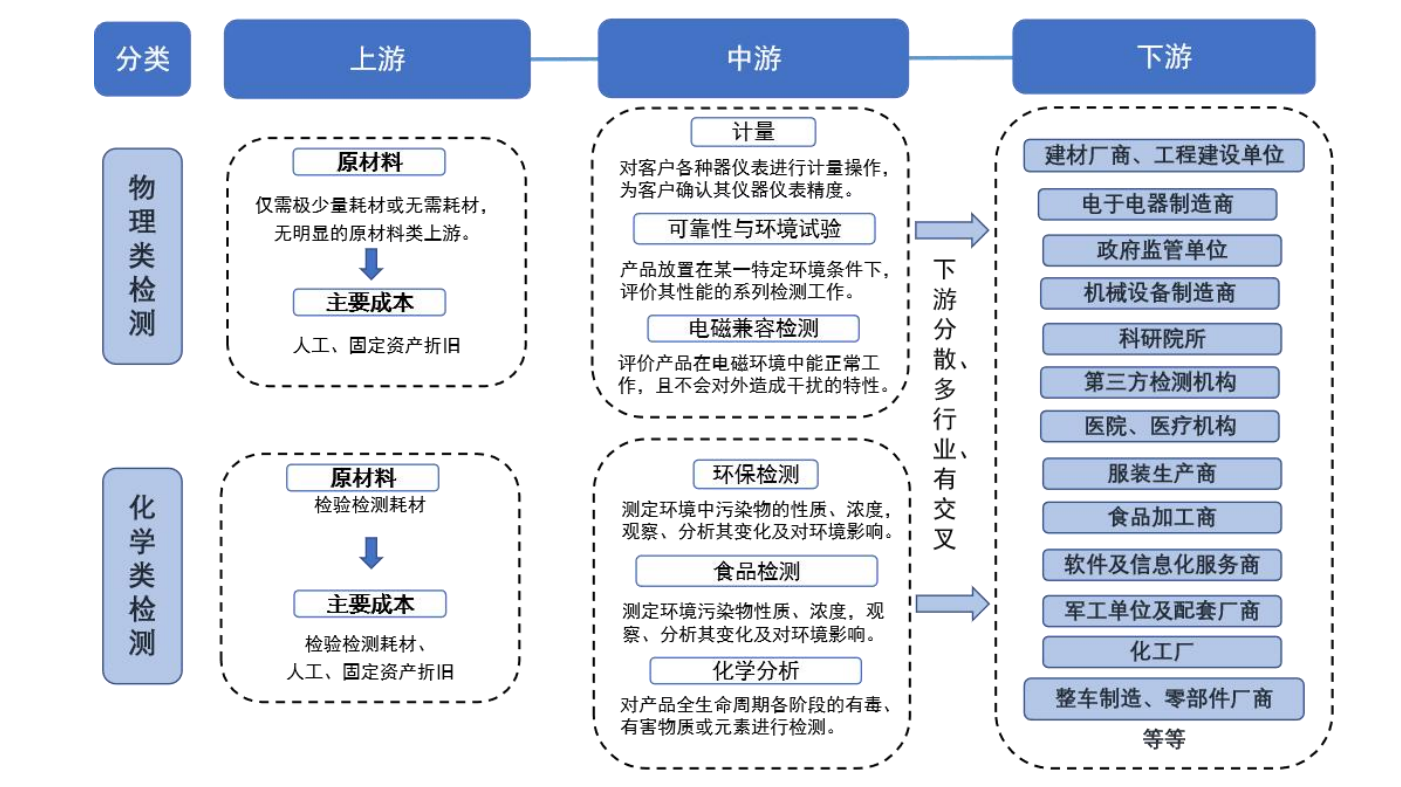 分类
上游
中游
下游
物理类检测
原材料
仅需极少量耗材或无需耗材，
无明显的原材料类上游。
主要成本
人工、固定资产折旧
计量
对客户各种器仪表进行计量操作，
为客户确认其仪器仪表精度。
可靠性与环境试验
产品放置在某一特定环境条件下，
评价其性能的系列检测工作。
电磁兼容检测
评价产品在电磁环境中能正常工
作，且不会对外造成干扰的特性。
化学类检测
原材料
检验检测耗材
主要成本
检验检测耗材、
人工、固定资产折旧
环保检测
测定环境中污染物的性质、浓度，
观察、分析其变化及对环境影响。
食品检测
测定环境污染物性质、浓度，观
察、分析其变化及对环境影响。
化学分析
对产品全生命周期各阶段的有毒、
有害物质或元素进行检测。
下游分散、多行业、有交叉
建材厂商、工程建设单位
电于电器制造商
政府监管单位
机械设备制造商
科研院所
第三方检测机构
医院、医疗机构
服装生产商
食品加工商
软件及信息化服务商
军工单位及配套厂商
化工厂
整车制造、零部件厂商
等等